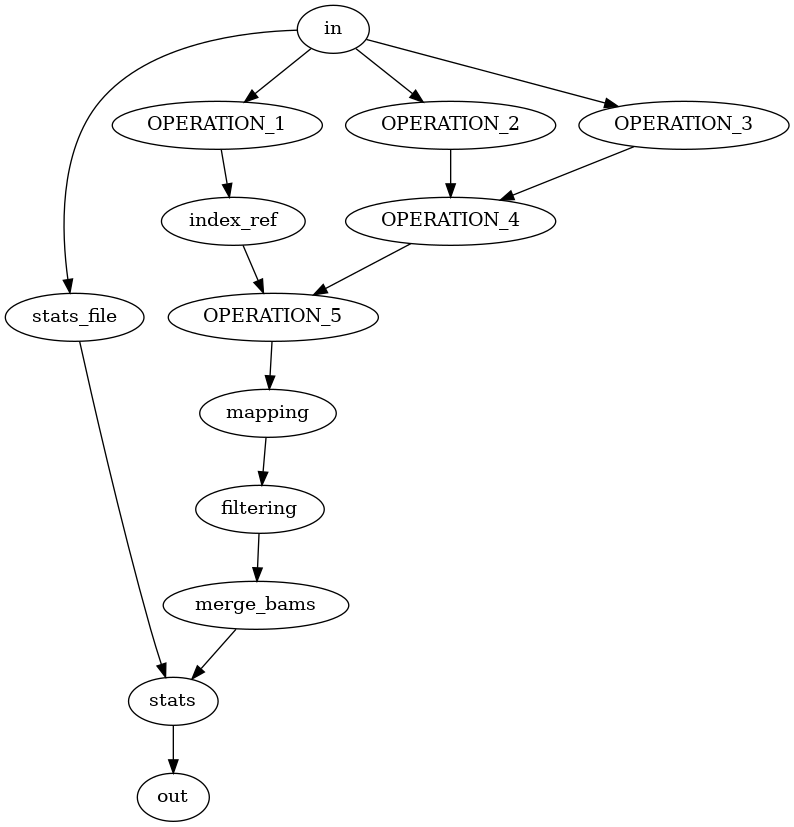 in
OPERATION_1
OPERATION_2
OPERATION_3
index_ref
OPERATION_4
stats_file
OPERATION_5
mapping
filtering
merge_bams
stats
out